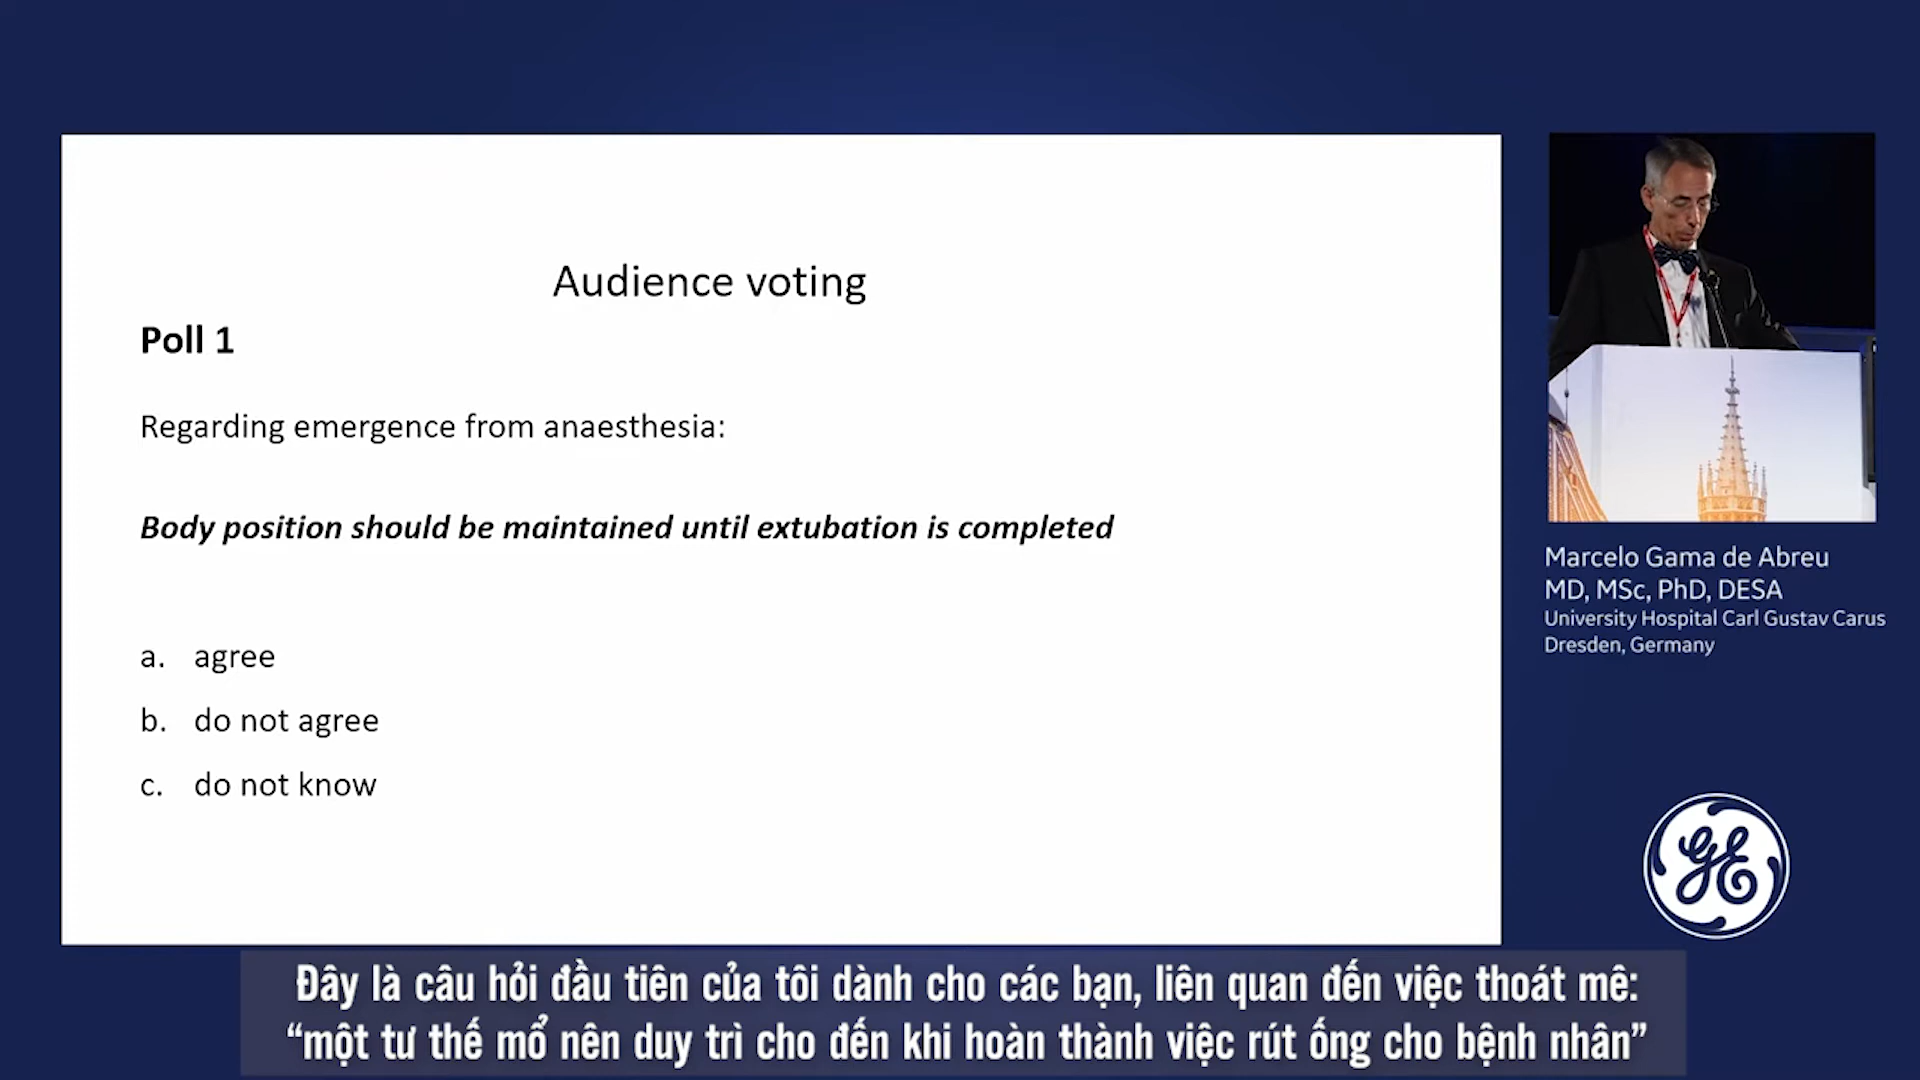 Audience voting
Poll 1
Regarding emergence from anaesthesia:
Body position should be maintained until extubation is completed
a. agree
b. do not agree
c. do not know
Marcelo Gama de Abreu
MD, MSc, PhD, DESA
University Hospital Carl Gustav Carus
Dresden, Germany
GE
Đây là câu hỏi đầu tiên của tôi dành cho các bạn, liên quan đến việc thoát mê:
“một tư thế mổ nên duy trì cho đến khi hoàn thành việc rút ống cho bệnh nhân”